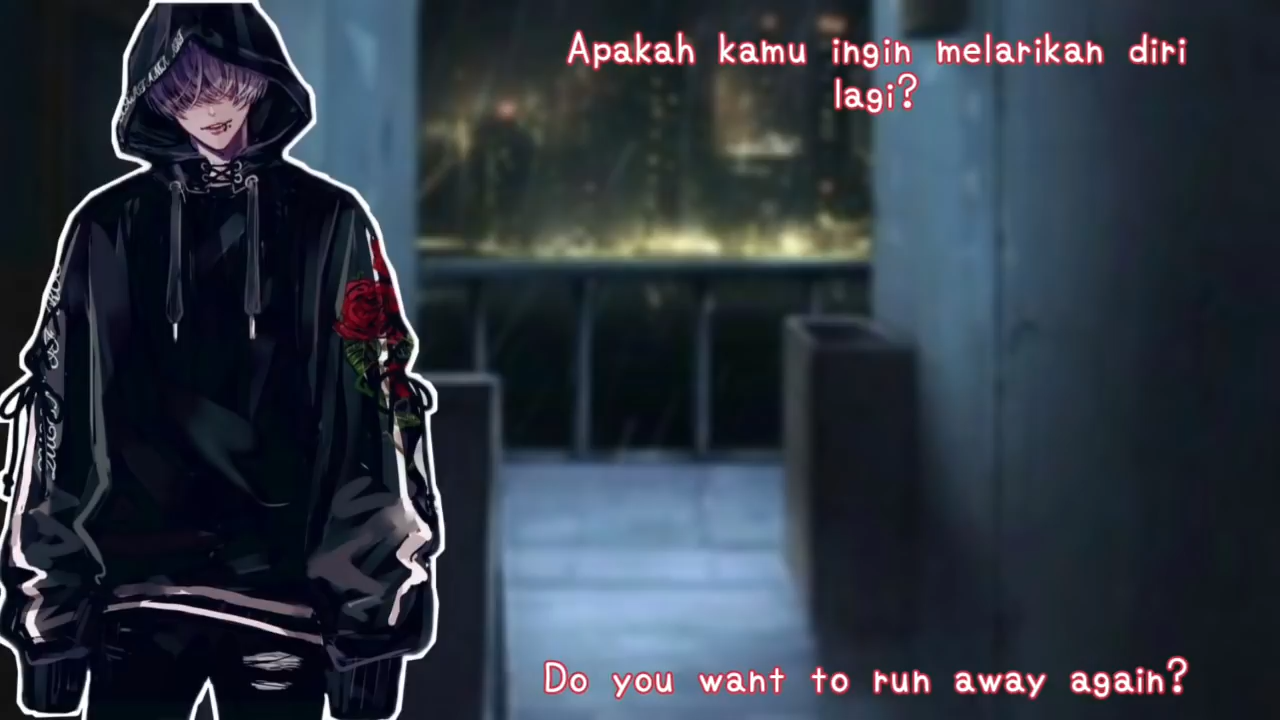 Apakah kamu ingin melarikan diri
lagi?
Do you want to run away again?